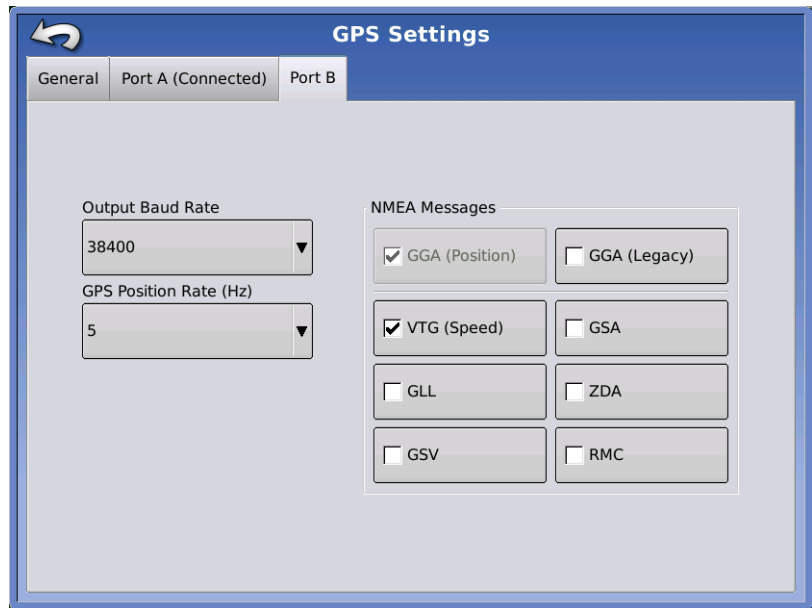 GPS Settings
General
Port A (Connected)
Port B
Output Baud Rate
38400
GPS Position Rate (Hz)
5
NMEA Messages
GGA (Position)
GGA (Legacy)
VTG (Speed)
GSA
GLL
ZDA
GSV
RMC